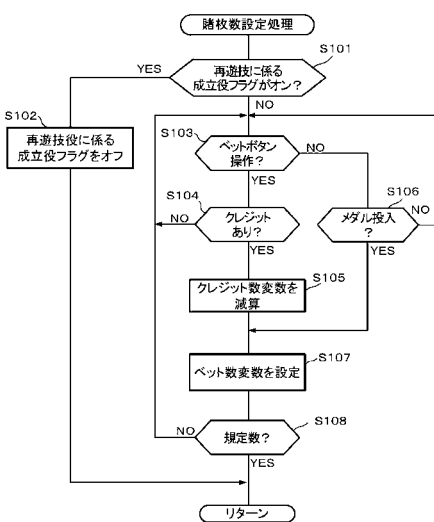 賭枚数設定処理
S101
再遊技に係る
成立役フラグがオン?
YES
NO
S102
再遊技役に係る
成立役フラグをオフ
S103
ベットボタン
操作?
NO
YES
S104
クレジット
あり?
NO
YES
S106
メダル投入
?
NO
YES
S105
クレジット数変数を
減算
S107
ベット数変数を設定
S108
規定数?
NO
YES
リターン